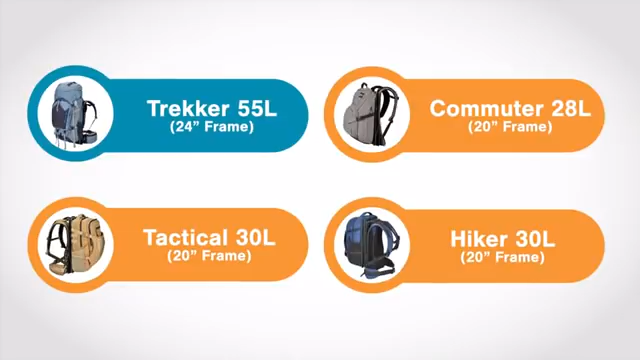 Trekker 55L
(24” Frame)
Commuter 28L
(20” Frame)
Tactical 30L
(20” Frame)
Hiker 30L
(20” Frame)